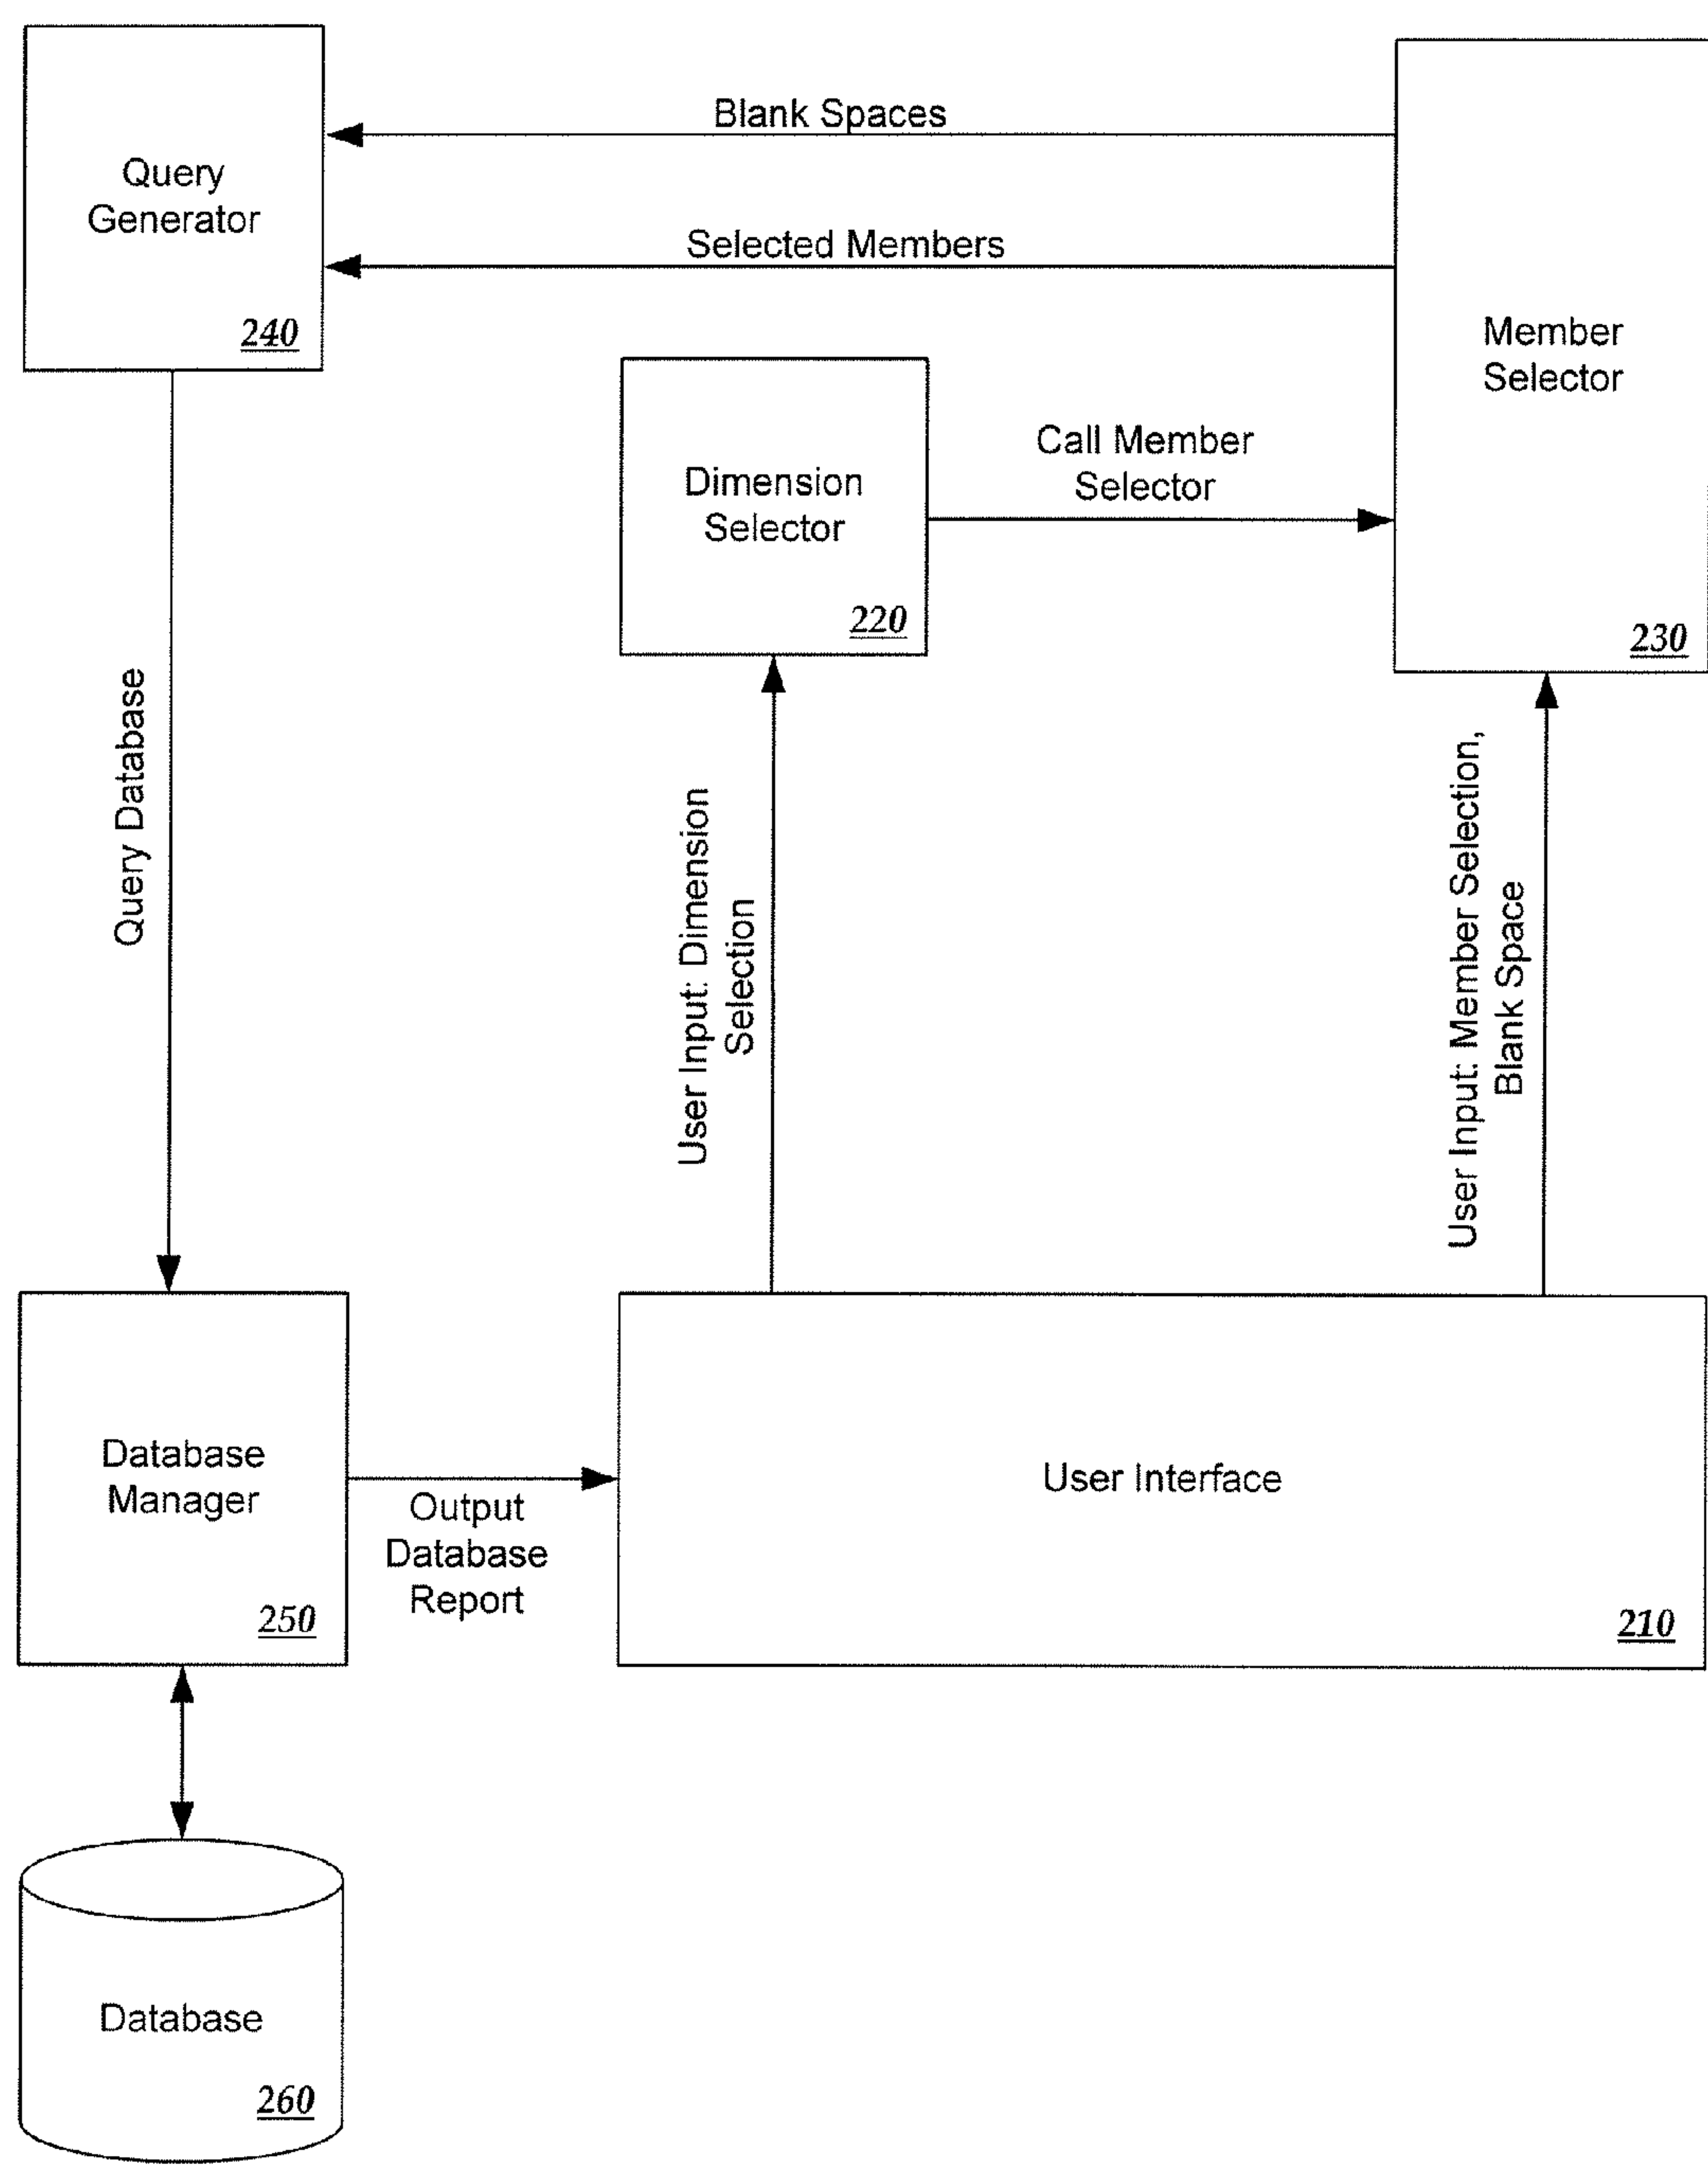 Blank Spaces
Query
Generator
240
Selected Members
Member
Selector
230
Dimension
Selector
220
Call Member
Selector
Query Database
User Input: Dimension
Selection
User Input: Member Selection,
Blank Space
Database
Manager
250
Output
Database
Report
User Interface
210
Database
260